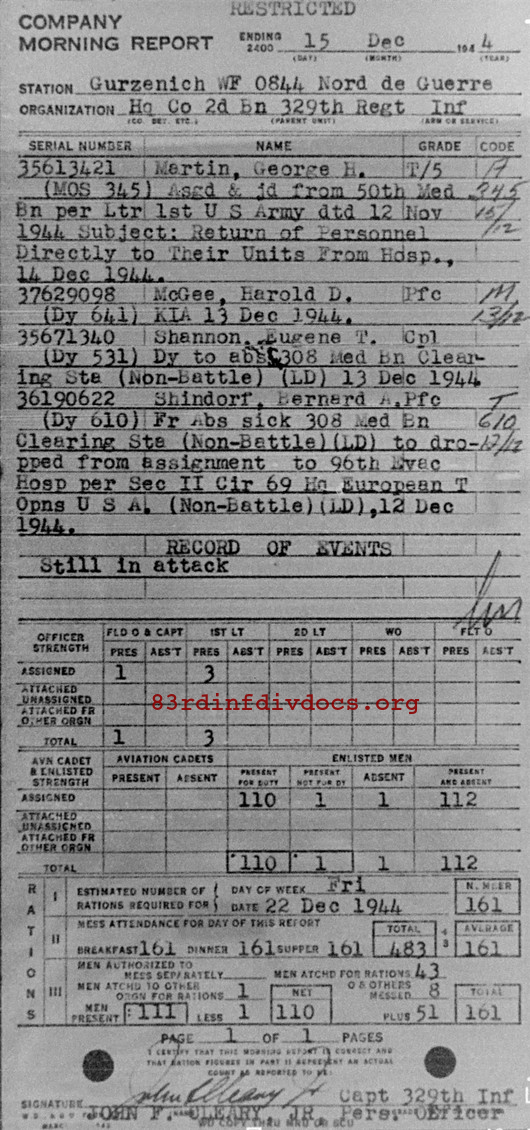 RESTRICTED
COMPANY
MORNING REPORT
ENDING 2400 15 Dec 194 4
(DAY) (MONTH) (YEAR)
STATION Gurzenich WF 0844 Nord de Guerre
ORGANIZATION Hq Co 2d Bn 329th Regt Inf
(CO. DET. ETC.) (PARENT UNIT) (ARM OR SERVICE)
SERIAL NUMBER NAME GRADE CODE
35613421 Martin, George H. T/5 A
(MOS 345) Asgd & jd from 50th Med 345
Bn per Ltr 1st U S Army dtd 12 Nov 15/12
1944 Subject: Return of Personnel
Directly to Their Units From Hosp.,
14 Dec 1944.
37629098 McGee, Harold D. Pfc M
(Dy 641) KIA 13 Dec 1944. 13/12
35671340 Shannon, Eugene T. Cpl
(Dy 531) Dy to abs 308 Med Bn Clear-
ing Sta (Non-Battle) (LD) 13 Dec 1944
36190622 Shindorf, Bernard A. Pfc T
(Dy 610) Fr Abs sick 308 Med Bn 610
Clearing Sta (Non-Battle)(LD) to dro- 12/12
pped from assignment to 96th Evac
Hosp per Sec II Cir 69 Hq European T
Opns U S A. (Non-Battle)(LD),12 Dec
1944.
RECORD OF EVENTS
Still in attack
OFFICER STRENGTH FLD O & CAPT 1ST LT 2D LT WO FLT O
PRES ABS'T PRES ABS'T PRES ABS'T PRES ABS'T PRES ABS'T
ASSIGNED 1 3
ATTACHED UNASSIGNED
83rdinfdivdocs.org
ATTACHED FR OTHER ORGN
TOTAL 1 3
AVN CADET & ENLISTED STRENGTH AVIATION CADETS ENLISTED MEN
PRESENT ABSENT PRESENT FOR DUTY PRESENT NOT FOR DY ABSENT PRESENT AND ABSENT
ASSIGNED 110 1 1 112
ATTACHED UNASSIGNED
ATTACHED FR OTHER ORGN
TOTAL 110 1 1 112
RATIONS
I ESTIMATED NUMBER OF RATIONS REQUIRED FOR DAY OF WEEK Fri NUMBER
DATE 22 Dec 1944 161
II MESS ATTENDANCE FOR DAY OF THIS REPORT TOTAL ÷ 3 AVERAGE
BREAKFAST 161 DINNER 161 SUPPER 161 483 161
III MEN AUTHORIZED TO MESS SEPARATELY MEN ATCHD FOR RATIONS 43
MEN ATCHD TO OTHER ORGN FOR RATIONS 1 NET O & OTHERS MESSED 8 TOTAL
MEN PRESENT 111 LESS 1 110 PLUS 51 161
PAGE 1 OF 1 PAGES
I CERTIFY THAT THIS MORNING REPORT IS CORRECT AND
THAT RATION FIGURES IN PART III REPRESENT AN ACTUAL
COUNT AS REPORTED TO ME:
SIGNATURE John F Cleary Jr Capt 329th Inf
JOHN F. CLEARY, JR Pers. Officer